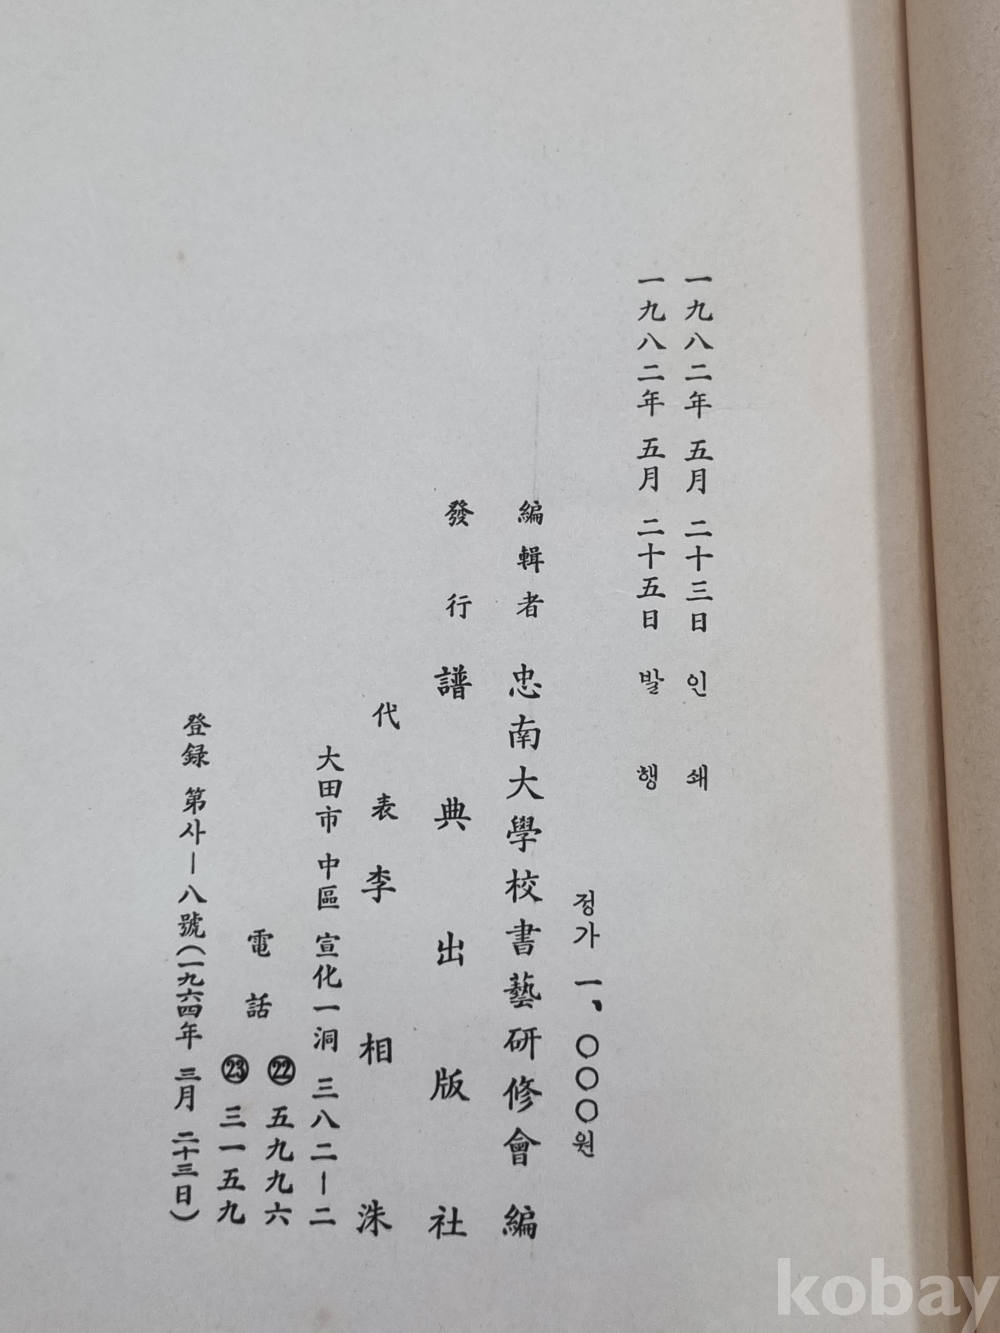 一九八二年 五月 二十三日 인쇄
一九八二年 五月 二十五日 발행
정가 一、〇〇〇원
編輯者 忠南大學校書藝研修會 編
發行 譜典出版社
代表 李相洙
大田市 中區 宣化一洞 三八二―二
電話 ㉒ 五九九六
㉓ 三一五九
登録 第사―八號(一九六四年 三月 二十三日)
kobay